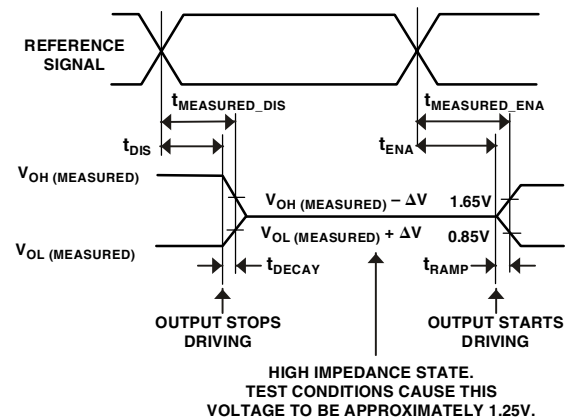 REFERENCE
SIGNAL
tMEASURED_DIS
tMEASURED_ENA
tDIS
tENA
VOH (MEASURED)
VOH (MEASURED) − ΔV
1.65V
VOL (MEASURED) + ΔV
0.85V
VOL (MEASURED)
tDECAY
tRAMP
OUTPUT STOPS
DRIVING
OUTPUT STARTS
DRIVING
HIGH IMPEDANCE STATE.
TEST CONDITIONS CAUSE THIS
VOLTAGE TO BE APPROXIMATELY 1.25V.